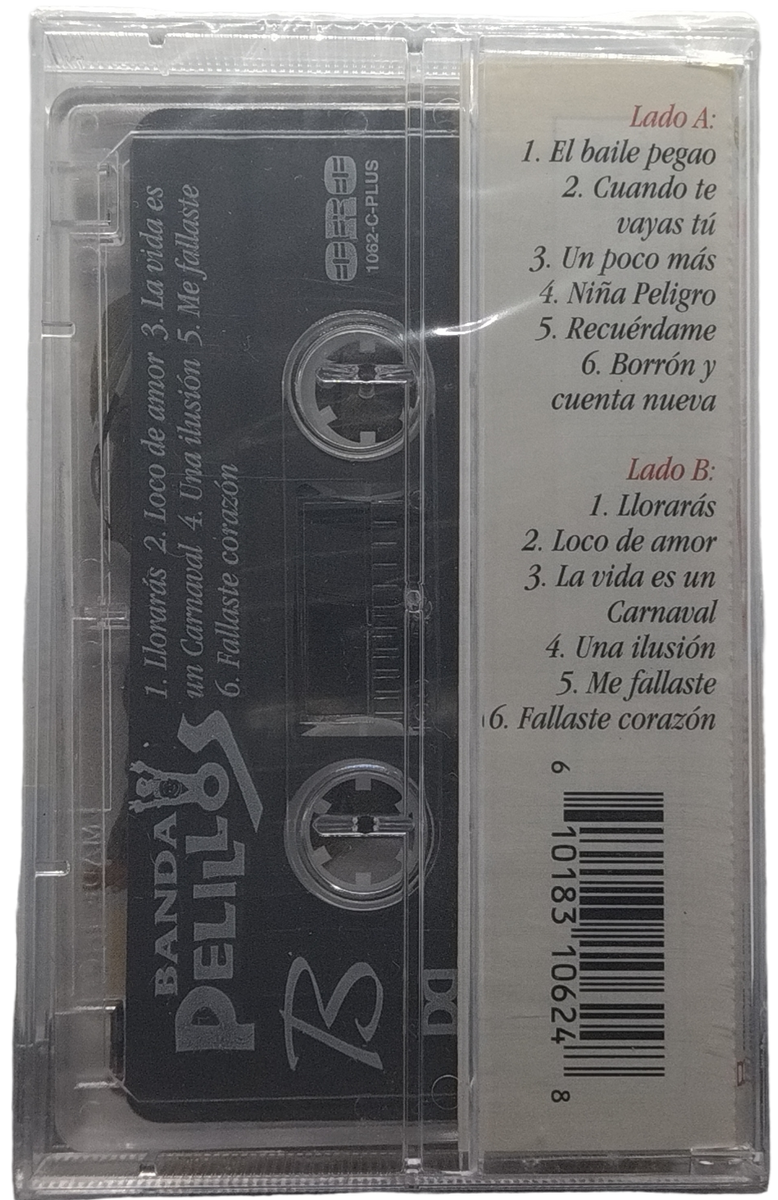 Lado A:
1. El baile pegao
2. Cuando te
vayas tú
3. Un poco más
4. Niña Peligro
5. Recuérdame
6. Borrón y
cuenta nueva
Lado B:
1. Llorarás
2. Loco de amor
3. La vida es un
Carnaval
4. Una ilusión
5. Me fallaste
6. Fallaste corazón
6 10183 10624 8
BANDA
PELILLOS
1. Llorarás 2. Loco de amor 3. La vida es
un Carnaval 4. Una ilusión 5. Me fallaste
6. Fallaste corazón
ORO
1062-C-PLUS
B